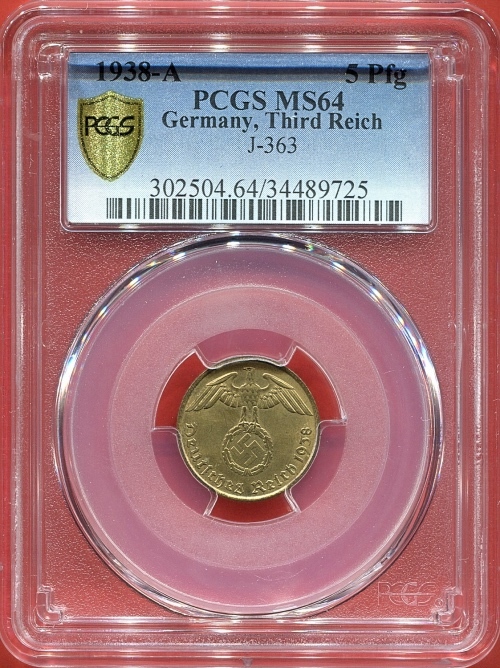 1938-A 5 Pfg
PCGS MS64
Germany, Third Reich
J-363
PCGS
302504.64/34489725
Deutsches Reich 1938
PCGS